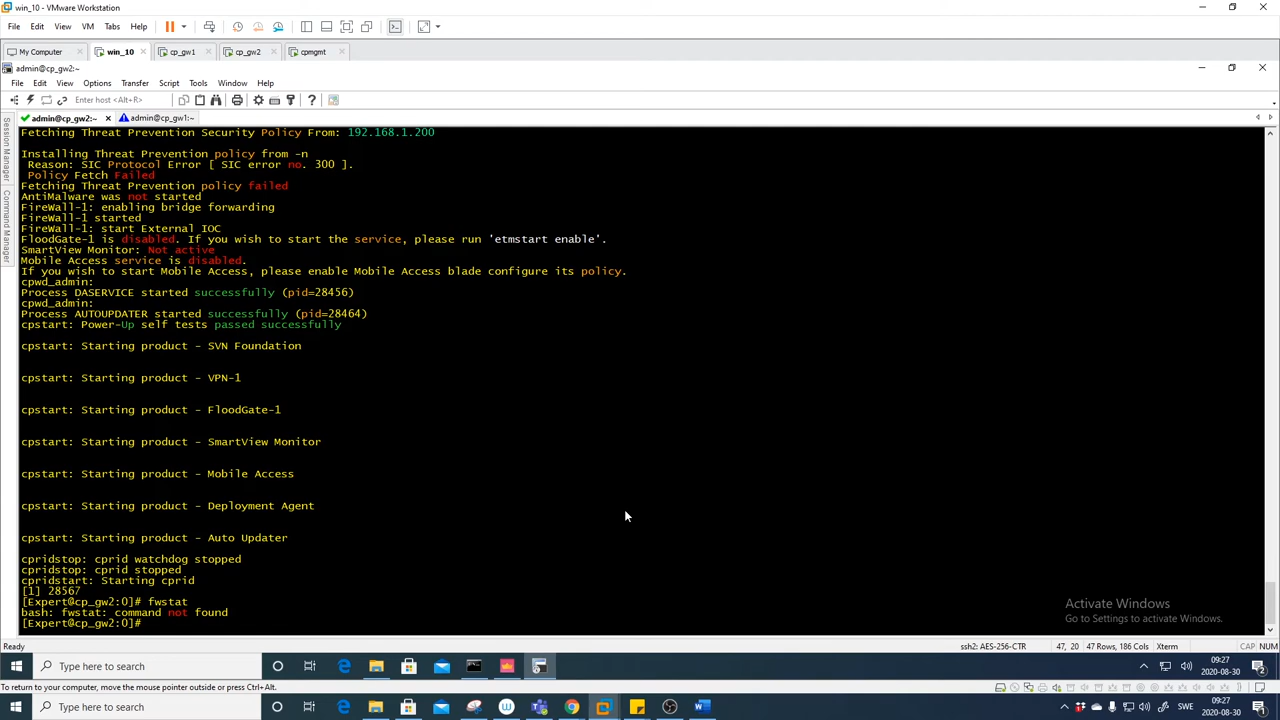 win_10 - VMware Workstation
File Edit View VM Tabs Help
My Computer win_10 cp_gw1 cp_gw2 cpmgmt
admin@cp_gw2:~
File Edit View Options Transfer Script Tools Window Help
Enter host <Alt+R>
admin@cp_gw2:~ admin@cp_gw1:~
Session Manager
Command Manager
Fetching Threat Prevention Security Policy From: 192.168.1.200
Installing Threat Prevention policy from -n
Reason: SIC Protocol Error [ SIC error no. 300 ].
Policy Fetch Failed
Fetching Threat Prevention policy failed
AntiMalware was not started
FireWall-1: enabling bridge forwarding
FireWall-1 started
FireWall-1: start External IOC
FloodGate-1 is disabled. If you wish to start the service, please run 'etmstart enable'.
SmartView Monitor: Not active
Mobile Access service is disabled.
If you wish to start Mobile Access, please enable Mobile Access blade configure its policy.
cpwd_admin:
Process DASERVICE started successfully (pid=28456)
cpwd_admin:
Process AUTOUPDATER started successfully (pid=28464)
cpstart: Power-Up self tests passed successfully
cpstart: Starting product - SVN Foundation
cpstart: Starting product - VPN-1
cpstart: Starting product - FloodGate-1
cpstart: Starting product - SmartView Monitor
cpstart: Starting product - Mobile Access
cpstart: Starting product - Deployment Agent
cpstart: Starting product - Auto Updater
cpridstop: cprid watchdog stopped
cpridstop: cprid stopped
cpridstart: Starting cprid
[1] 28567
[Expert@cp_gw2:0]# fwstat
bash: fwstat: command not found
[Expert@cp_gw2:0]#
Activate Windows
Go to Settings to activate Windows.
Ready ssh2: AES-256-CTR 47, 20 47 Rows, 186 Cols Xterm CAP NUM
Type here to search 09:27
2020-08-30
To return to your computer, move the mouse pointer outside or press Ctrl+Alt.
Type here to search SWE 09:27
2020-08-30